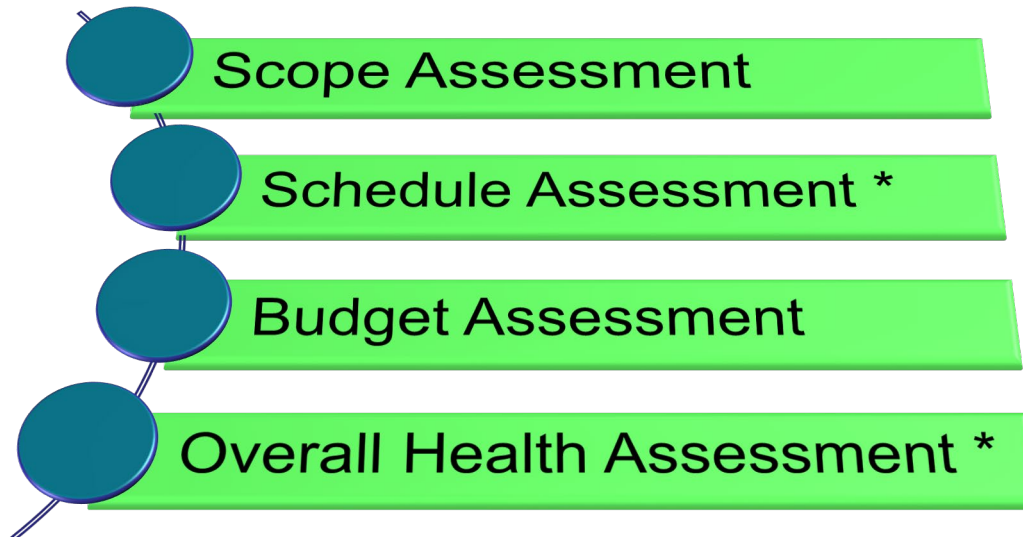 Scope Assessment
Schedule Assessment *
Budget Assessment
Overall Health Assessment *